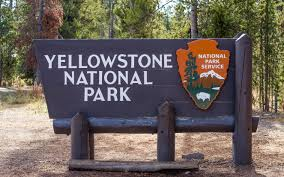 YELLOWSTONE
NATIONAL
PARK
NATIONAL
PARK
SERVICE